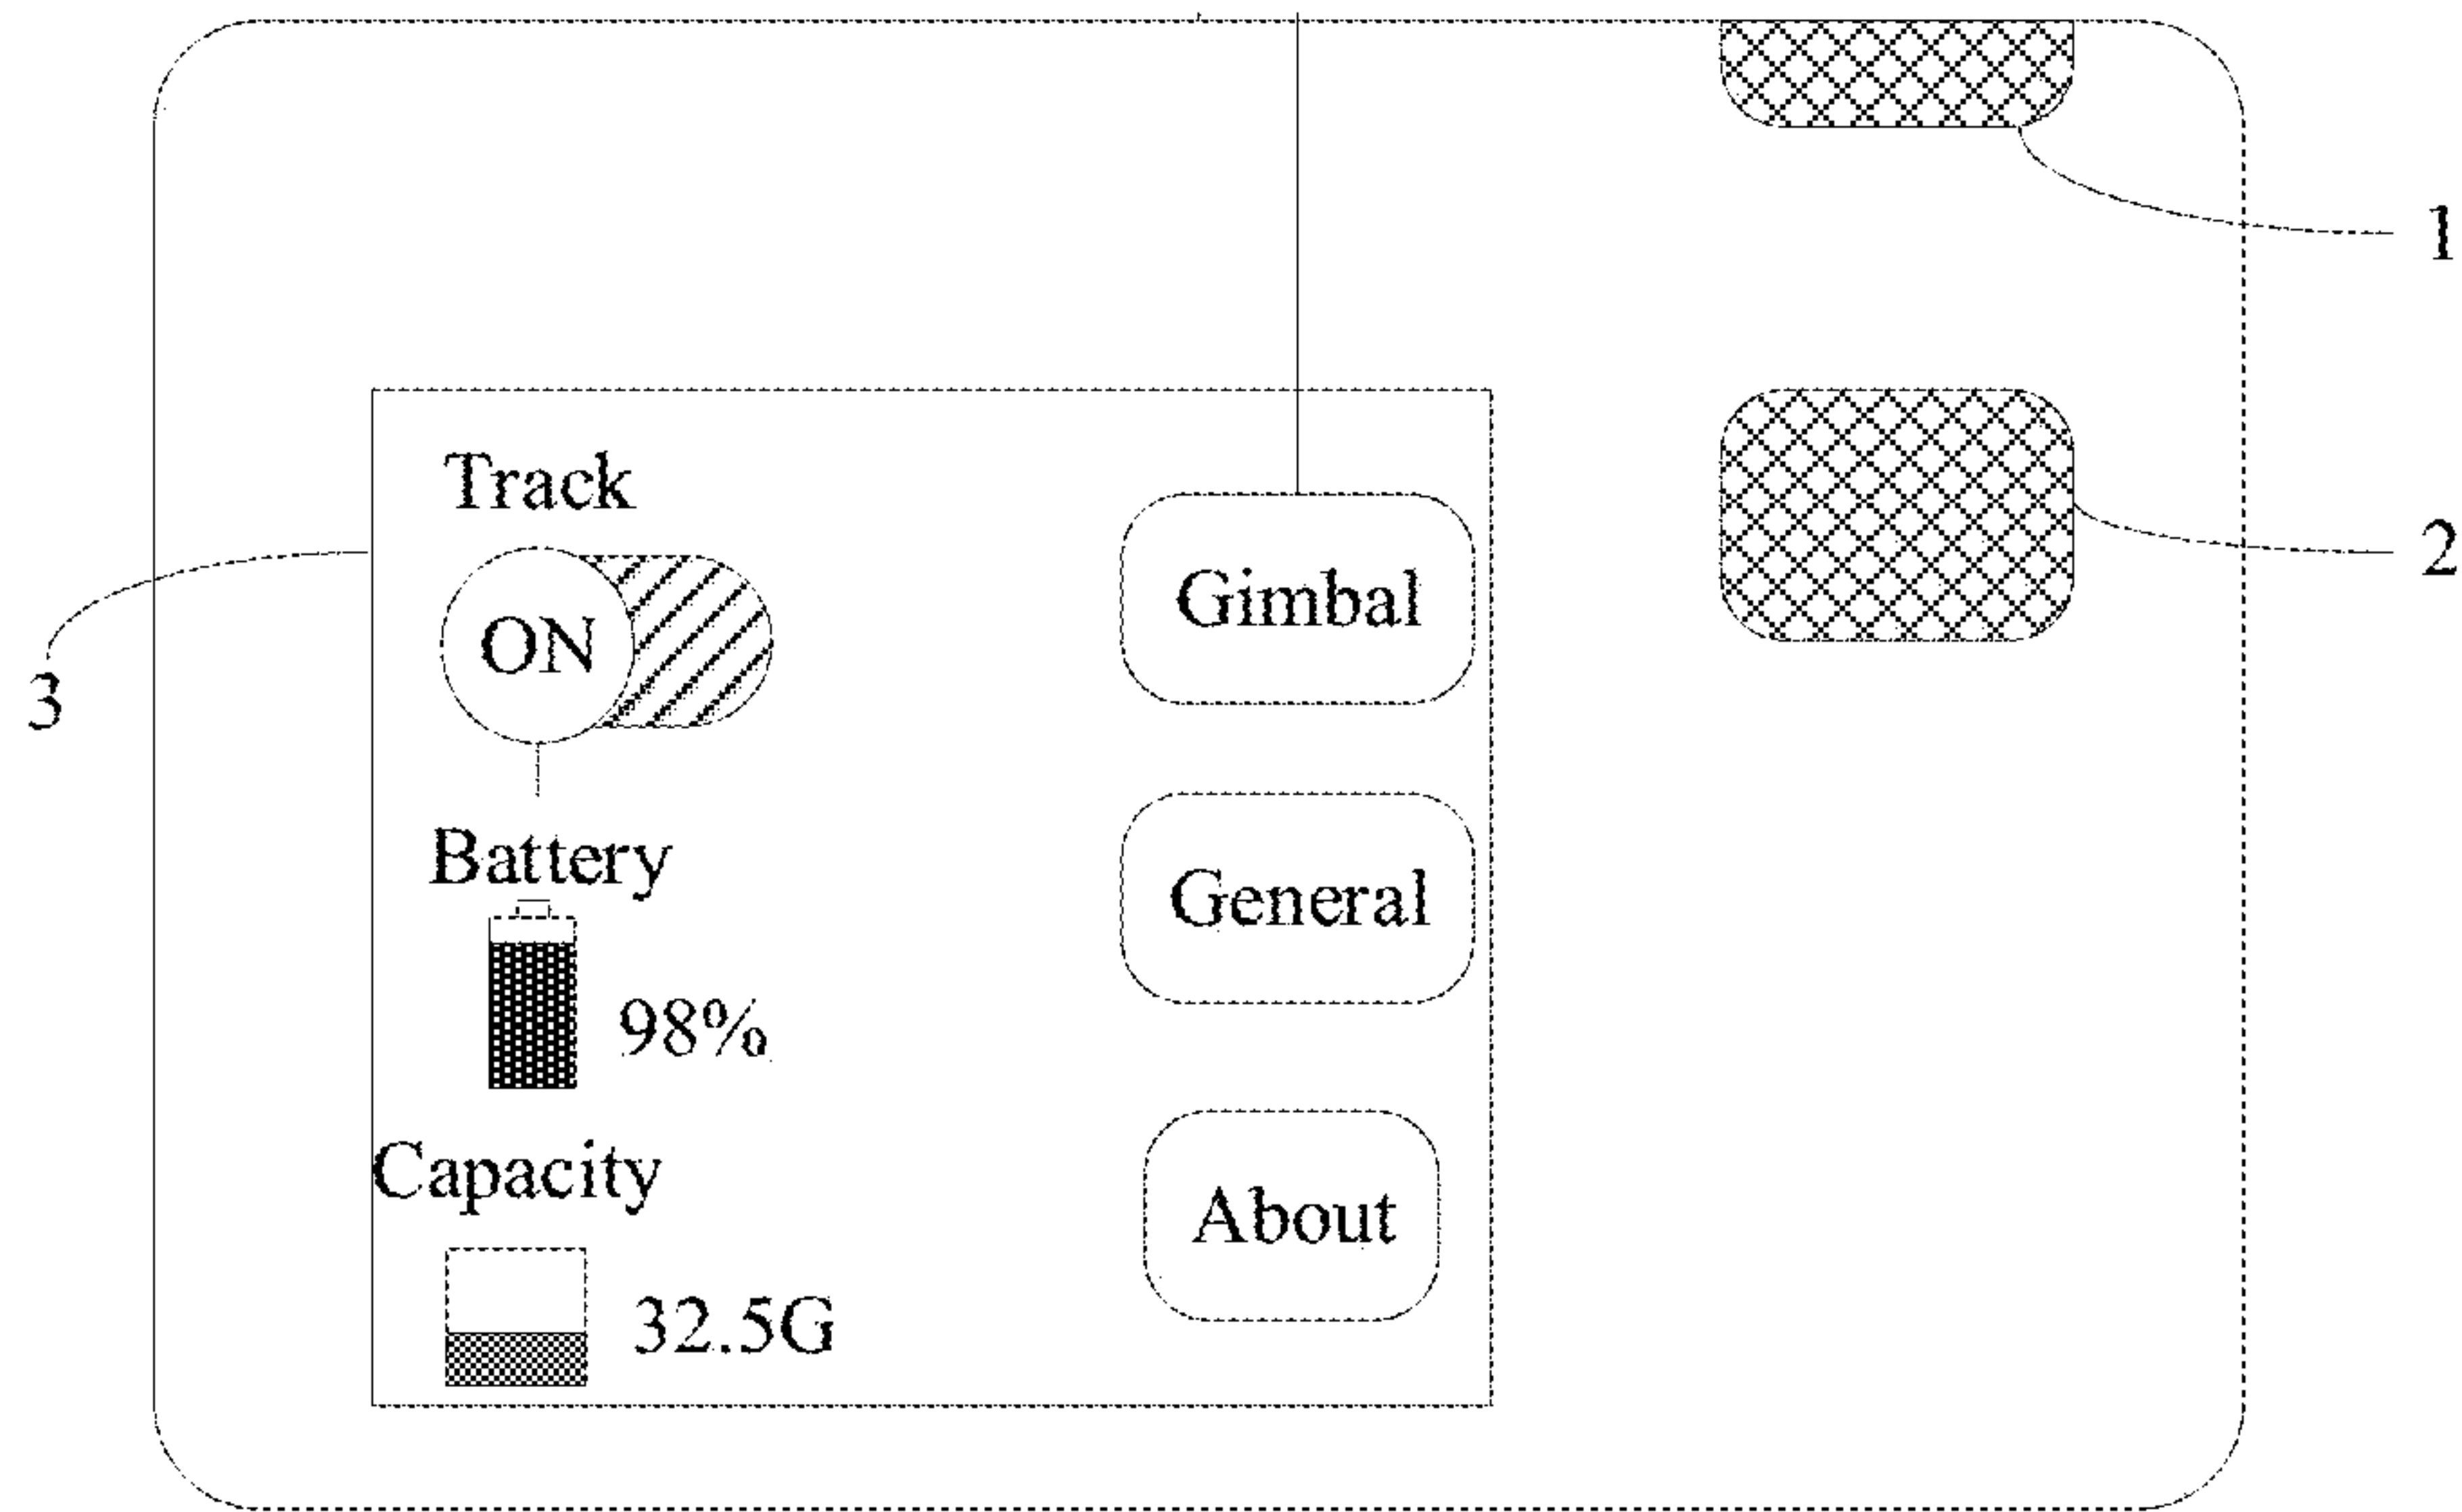 1
Track
2
ON
Gimbal
3
Battery
General
98%
Capacity
About
32.5G